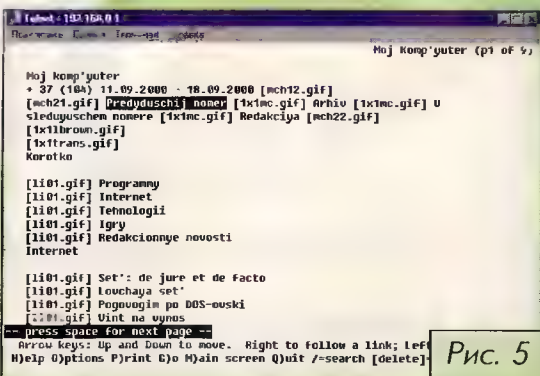 Telnet - 192.168.0.1
Moj Komp'yuter (p1 of 9)
Moj komp'yuter
+ 37 (104) 11.09.2000 - 18.09.2000 [mch12.gif]
[mch21.gif] Predyduschij nomer [1x1mc.gif] Arhiv [1x1mc.gif] V
sleduyuschem nomere [1x1mc.gif] Redakciya [mch22.gif]
[1x1lbrown.gif]
[1x1trans.gif]
Korotko
[li01.gif] Programmy
[li01.gif] Internet
[li01.gif] Tehnologii
[li01.gif] Igry
[li01.gif] Redakcionnye novosti
Internet
[li01.gif] Set': de jure et de facto
[li01.gif] Lovchaya set'
[li01.gif] Pogovogim po DOS-ovski
[li01.gif] Vint na vynos
-- press space for next page --
Arrow keys: Up and Down to move. Right to follow a link; Left
H)elp O)ptions P)rint G)o M)ain screen Q)uit /=search [delete]=
Рис. 5